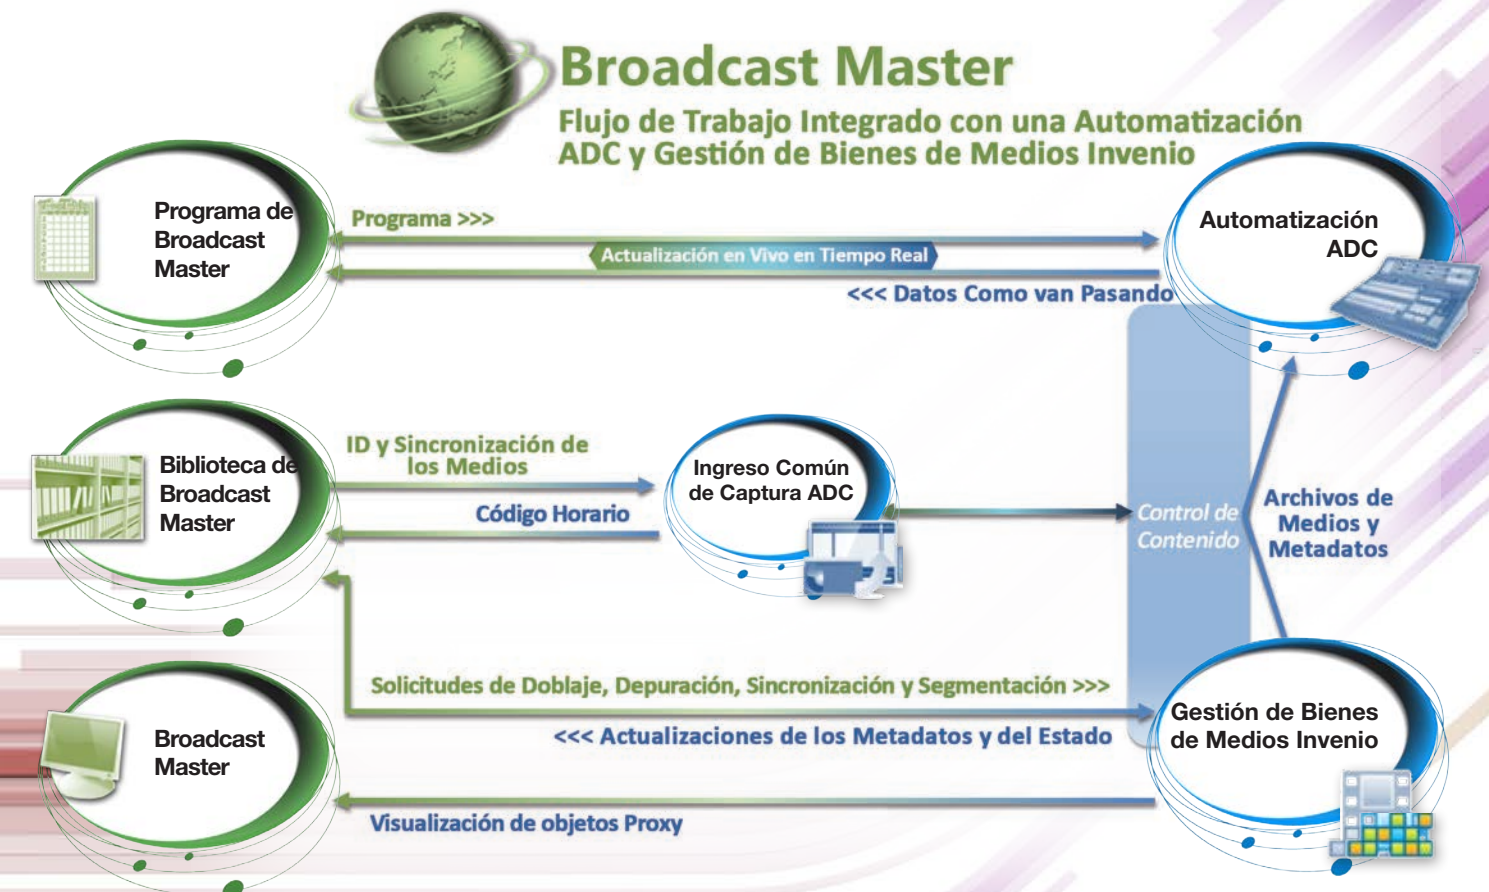 Broadcast Master
Flujo de Trabajo Integrado con una Automatización
ADC y Gestión de Bienes de Medios Invenio
Programa de
Broadcast
Master
Programa >>>
Actualización en Vivo en Tiempo Real
<<< Datos Como van Pasando
Automatización
ADC
Biblioteca de
Broadcast
Master
ID y Sincronización de
los Medios
Código Horario
Ingreso Común
de Captura ADC
Control de
Contenido
Archivos de
Medios y
Metadatos
Solicitudes de Doblaje, Depuración, Sincronización y Segmentación >>>
<<< Actualizaciones de los Metadatos y del Estado
Gestión de Bienes
de Medios Invenio
Broadcast
Master
Visualización de objetos Proxy